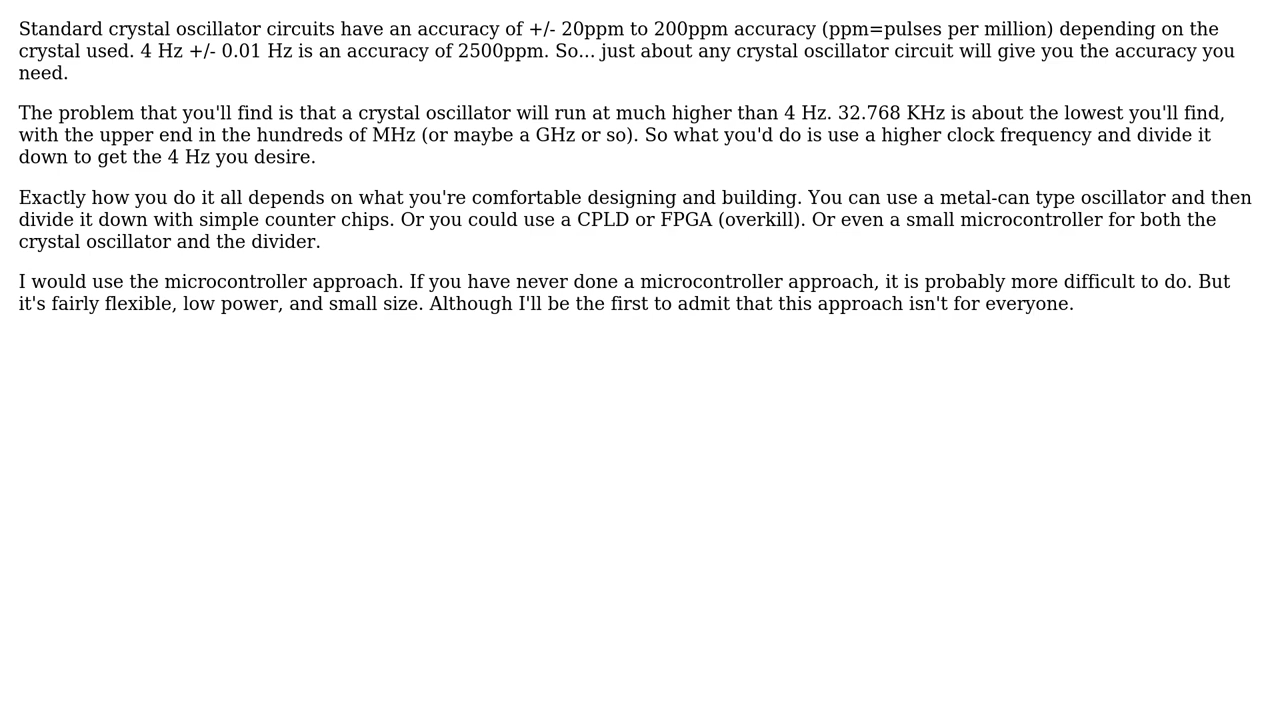 Standard crystal oscillator circuits have an accuracy of +/- 20ppm to 200ppm accuracy (ppm=pulses per million) depending on the
crystal used. 4 Hz +/- 0.01 Hz is an accuracy of 2500ppm. So... just about any crystal oscillator circuit will give you the accuracy you
need.
The problem that you'll find is that a crystal oscillator will run at much higher than 4 Hz. 32.768 KHz is about the lowest you'll find,
with the upper end in the hundreds of MHz (or maybe a GHz or so). So what you'd do is use a higher clock frequency and divide it
down to get the 4 Hz you desire.
Exactly how you do it all depends on what you're comfortable designing and building. You can use a metal-can type oscillator and then
divide it down with simple counter chips. Or you could use a CPLD or FPGA (overkill). Or even a small microcontroller for both the
crystal oscillator and the divider.
I would use the microcontroller approach. If you have never done a microcontroller approach, it is probably more difficult to do. But
it's fairly flexible, low power, and small size. Although I'll be the first to admit that this approach isn't for everyone.